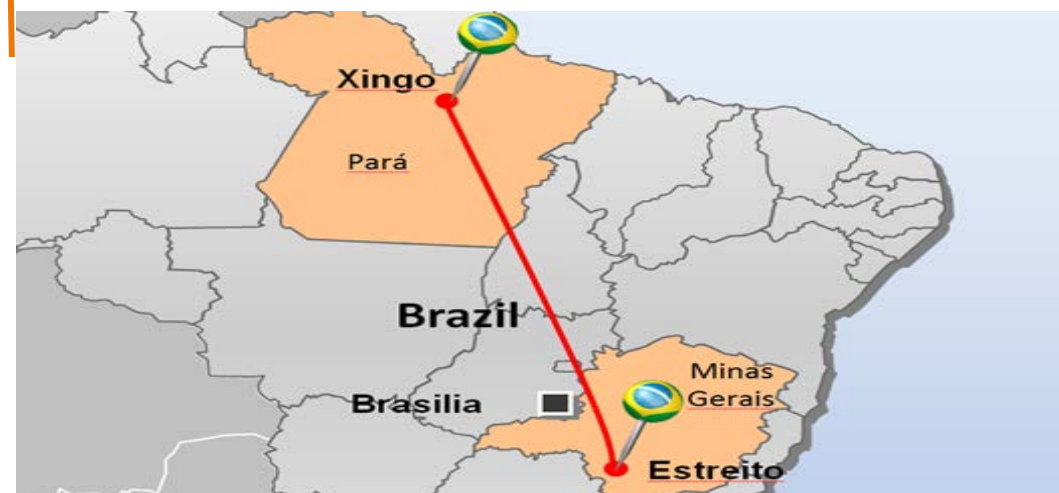 Xingo
Pará
Brazil
Minas
Gerais
Brasilia
Estreito